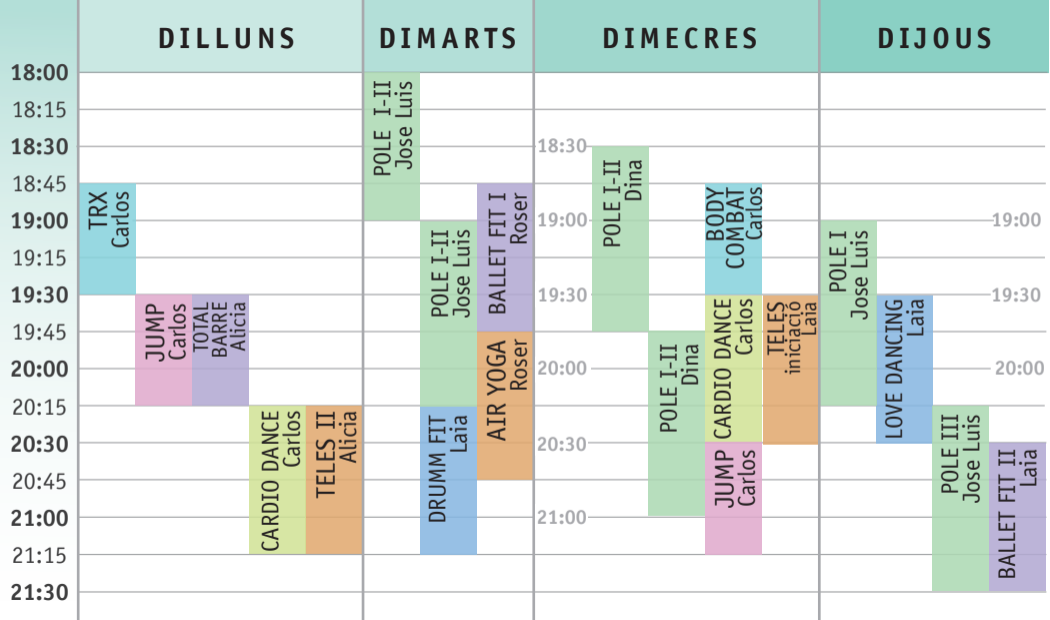 DILLUNS
DIMARTS
DIMECRES
DIJOUS
18:00
18:15
18:30
18:45
19:00
19:15
19:30
19:45
20:00
20:15
20:30
20:45
21:00
21:15
21:30
TRX
Carlos
JUMP
Carlos
TOTAL
BARRE
Alicia
CARDIO DANCE
Carlos
TELES II
Alicia
POLE I-II
Jose Luis
POLE I-II
Jose Luis
DRUMM FIT
Laia
BALLET FIT I
Roser
AIR YOGA
Roser
18:30
19:00
19:30
20:00
20:30
21:00
POLE I-II
Dina
POLE I-II
Dina
BODY
COMBAT
Carlos
CARDIO DANCE
Carlos
JUMP
Carlos
TELES
iniciació
Laia
POLE I
Jose Luis
LOVE DANCING
Laia
POLE III
Jose Luis
BALLET FIT II
Laia
19:00
19:30
20:00